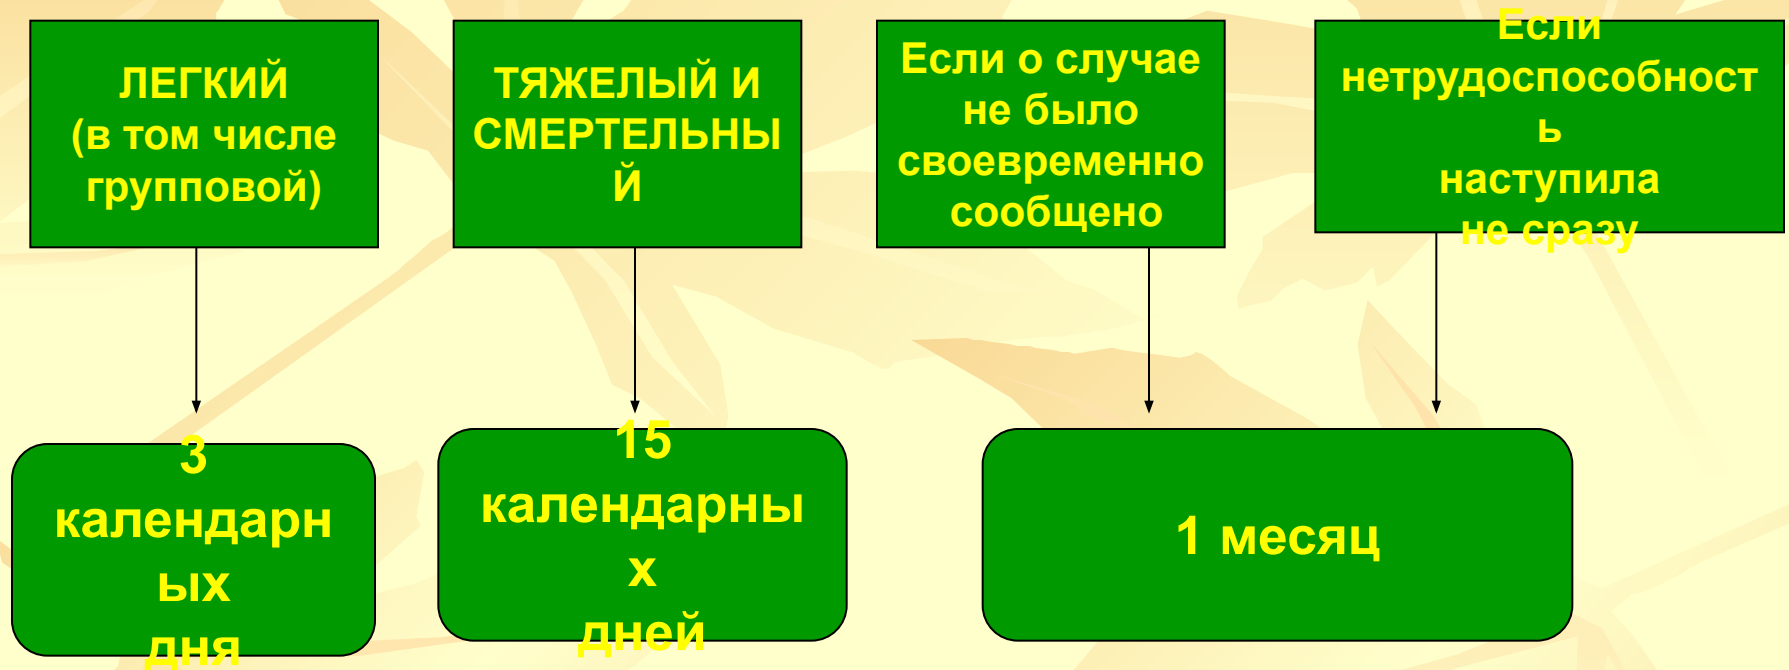 ЛЕГКИЙ
(в том числе
групповой)
ТЯЖЕЛЫЙ И
СМЕРТЕЛЬНЫ
Й
Если о случае
не было
своевременно
сообщено
Если
нетрудоспособност
ь
наступила
не сразу
3
календарн
ых
дня
15
календарны
х
дней
1 месяц